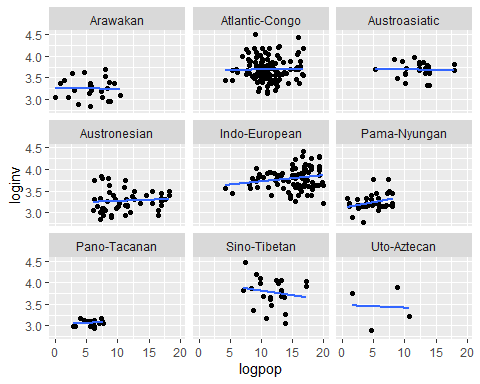 Arawakan Atlantic-Congo Austroasiatic
4.5
4.0
3.5
3.0
Austronesian Indo-European Pama-Nyungan
loginv
4.5
4.0
3.5
3.0
Pano-Tacanan Sino-Tibetan Uto-Aztecan
4.5
4.0
3.5
3.0
0 5 10 15 20 0 5 10 15 20 0 5 10 15 20
logpop